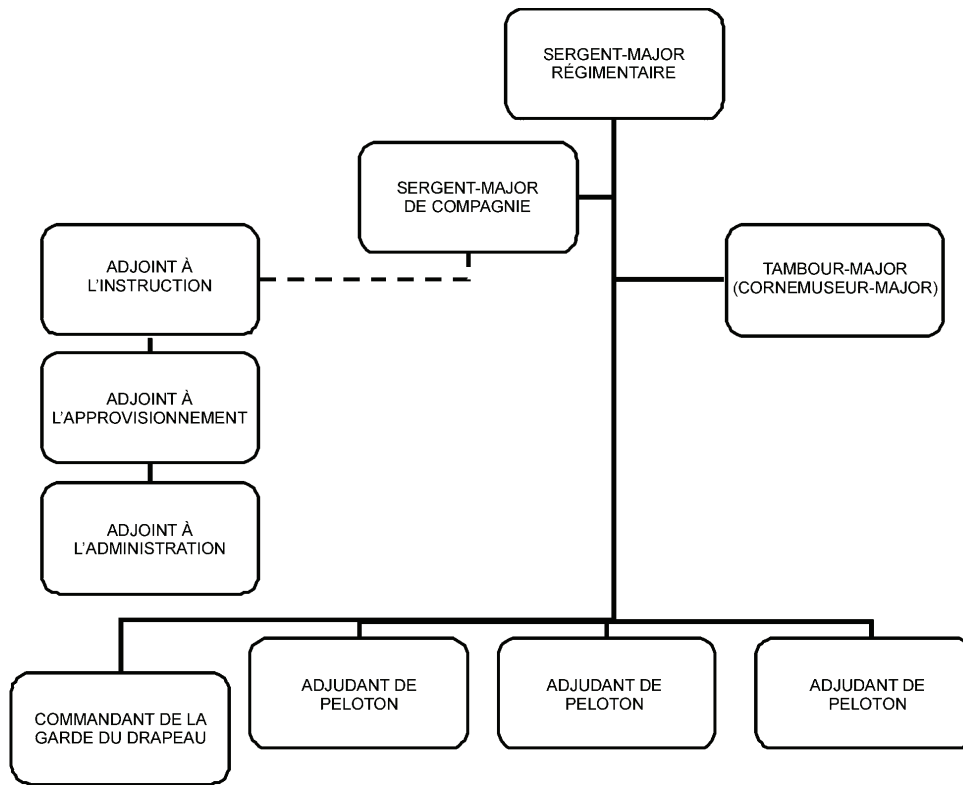 SERGENT-MAJOR
RÉGIMENTAIRE
SERGENT-MAJOR
DE COMPAGNIE
ADJOINT À
L'INSTRUCTION
TAMBOUR-MAJOR
(CORNEMUSEUR-MAJOR)
ADJOINT À
L'APPROVISIONNEMENT
ADJOINT À
L'ADMINISTRATION
COMMANDANT DE LA
GARDE DU DRAPEAU
ADJUDANT DE
PELOTON
ADJUDANT DE
PELOTON
ADJUDANT DE
PELOTON